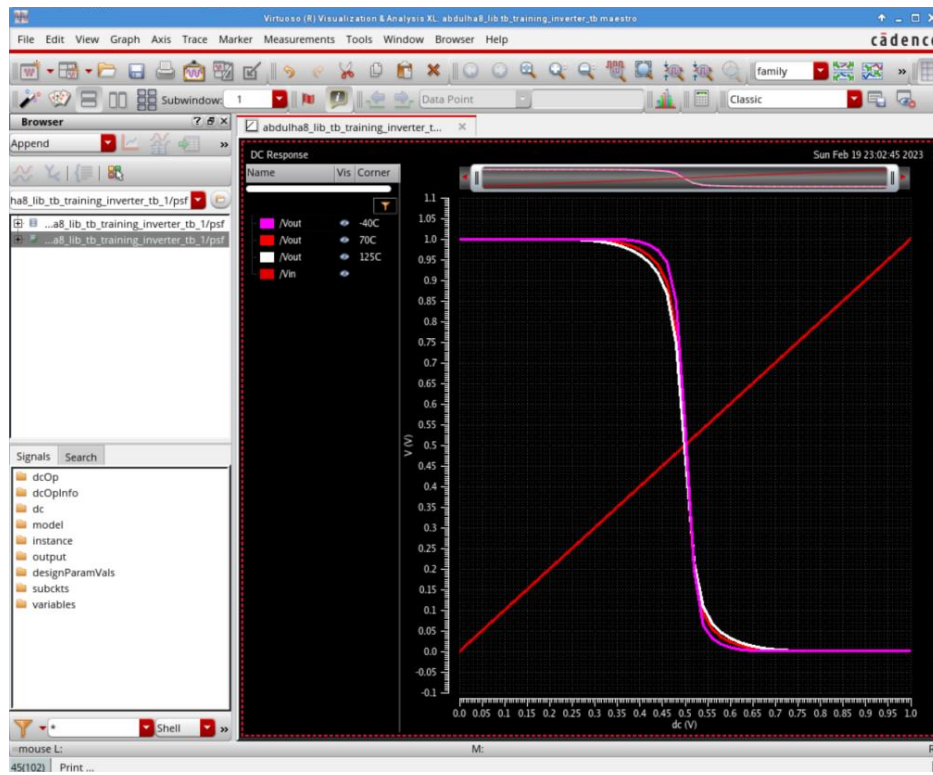 Virtuoso (R) Visualization & Analysis XL: abdulha8_lib tb_training_inverter_tb maestro
File Edit View Graph Axis Trace Marker Measurements Tools Window Browser Help
cādence
family »
Subwindow: 1 Data Point Classic
Browser ? x
Append »
ha8_lib_tb_training_inverter_tb_1/psf
...a8_lib_tb_training_inverter_tb_1/psf
...a8_lib_tb_training_inverter_tb_1/psf
Signals Search
dcOp
dcOpInfo
dc
model
instance
output
designParamVals
subckts
variables
* Shell »
abdulha8_lib_tb_training_inverter_t... ×
DC Response Sun Feb 19 23:02:45 2023
Name Vis Corner
/Vout -40C
/Vout 70C
/Vout 125C
/Vin
1.1
1.05
1.0
0.95
0.9
0.85
0.8
0.75
0.7
0.65
0.6
0.55
0.5
0.45
0.4
0.35
0.3
0.25
0.2
0.15
0.1
0.05
0.0
-0.05
-0.1
V (V)
0.0 0.05 0.1 0.15 0.2 0.25 0.3 0.35 0.4 0.45 0.5 0.55 0.6 0.65 0.7 0.75 0.8 0.85 0.9 0.95 1.0
dc (V)
mouse L: M: R
45(102) Print ...